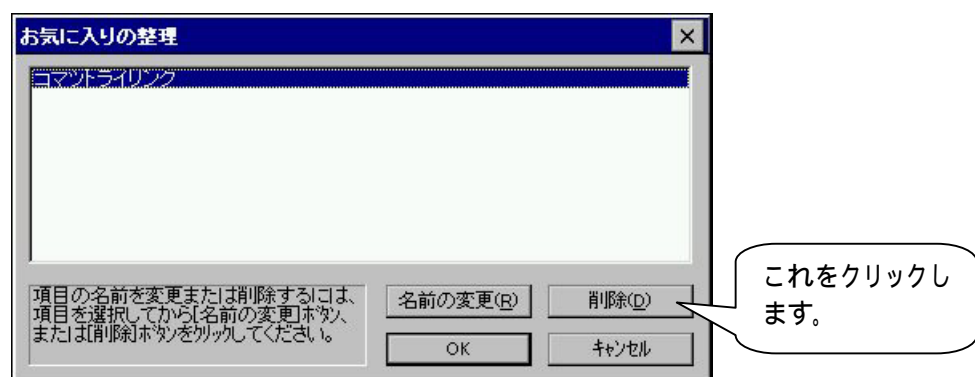 お気に入りの整理
コマツトライリンク
項目の名前を変更または削除するには、
項目を選択してから[名前の変更]ボタン、
または[削除]ボタンをクリックしてください。
名前の変更(R)
削除(D)
OK
キャンセル
これをクリックし
ます。